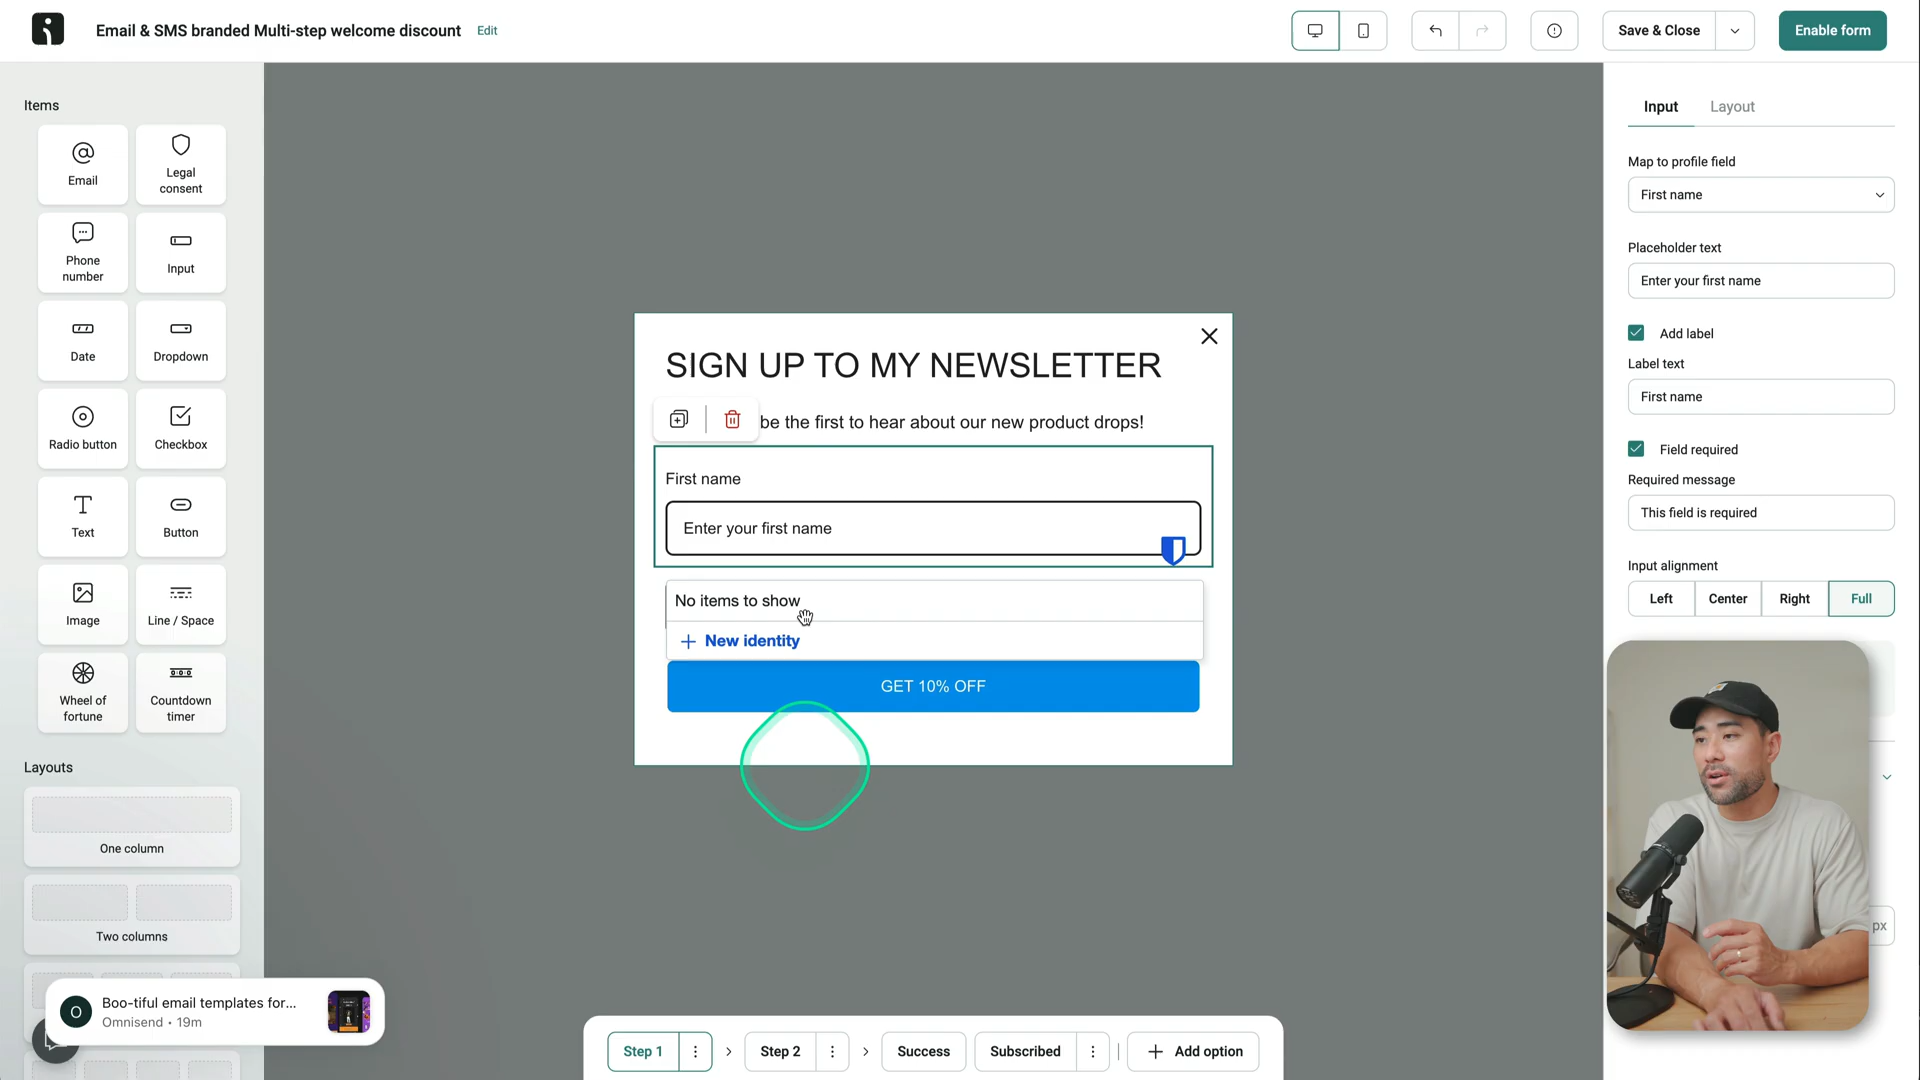 Email & SMS branded Multi-step welcome discount
Edit
Save & Close
Enable form
Items
Email
Legal
consent
Phone
number
Input
Date
Dropdown
Radio button
Checkbox
Text
Button
Image
Line / Space
Wheel of
fortune
Countdown
timer
Layouts
One column
Two columns
O
Boo-tiful email templates for...
Omnisend • 19m
SIGN UP TO MY NEWSLETTER
be the first to hear about our new product drops!
First name
Enter your first name
No items to show
+ New identity
GET 10% OFF
Step 1
Step 2
Success
Subscribed
+ Add option
Input
Layout
Map to profile field
First name
Placeholder text
Enter your first name
Add label
Label text
First name
Field required
Required message
This field is required
Input alignment
Left
Center
Right
Full
px